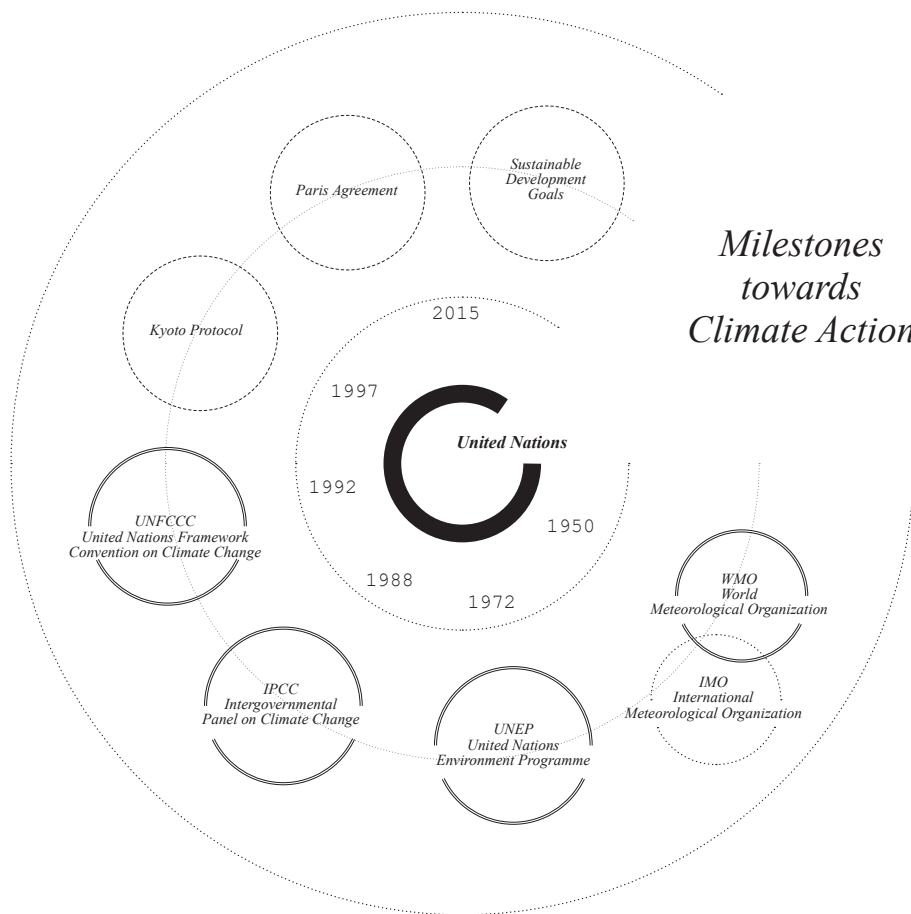 Milestones
towards
Climate Action
Sustainable
Development
Goals
Paris Agreement
Kyoto Protocol
2015
1997
United Nations
1992
1950
1988
1972
UNFCCC
United Nations Framework
Convention on Climate Change
WMO
World
Meteorological Organization
IPCC
Intergovernmental
Panel on Climate Change
IMO
International
Meteorological Organization
UNEP
United Nations
Environment Programme